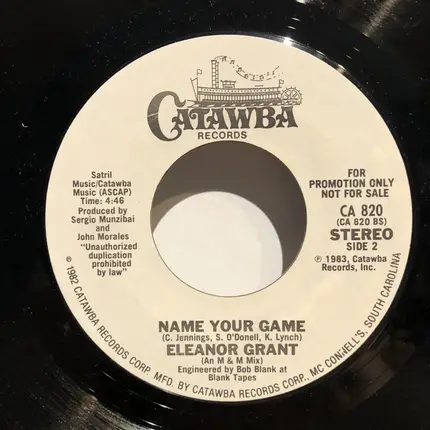 CATAWBA
RECORDS
Satril
Music/Catawba
Music (ASCAP)
Time: 4:46
Produced by
Sergio Munzibai
and
John Morales
"Unauthorized
duplication
prohibited
by law"
FOR
PROMOTION ONLY
NOT FOR SALE
CA 820
(CA 820 BS)
STEREO
SIDE 2
℗ 1983, Catawba
Records, Inc.
NAME YOUR GAME
(C. Jennings, S. O'Donell, K. Lynch)
ELEANOR GRANT
(An M & M Mix)
Engineered by Bob Blank at
Blank Tapes
℗ 1982 CATAWBA RECORDS CORP. MFD. BY CATAWBA RECORDS CORP., MC CONNELL'S, SOUTH CAROLINA